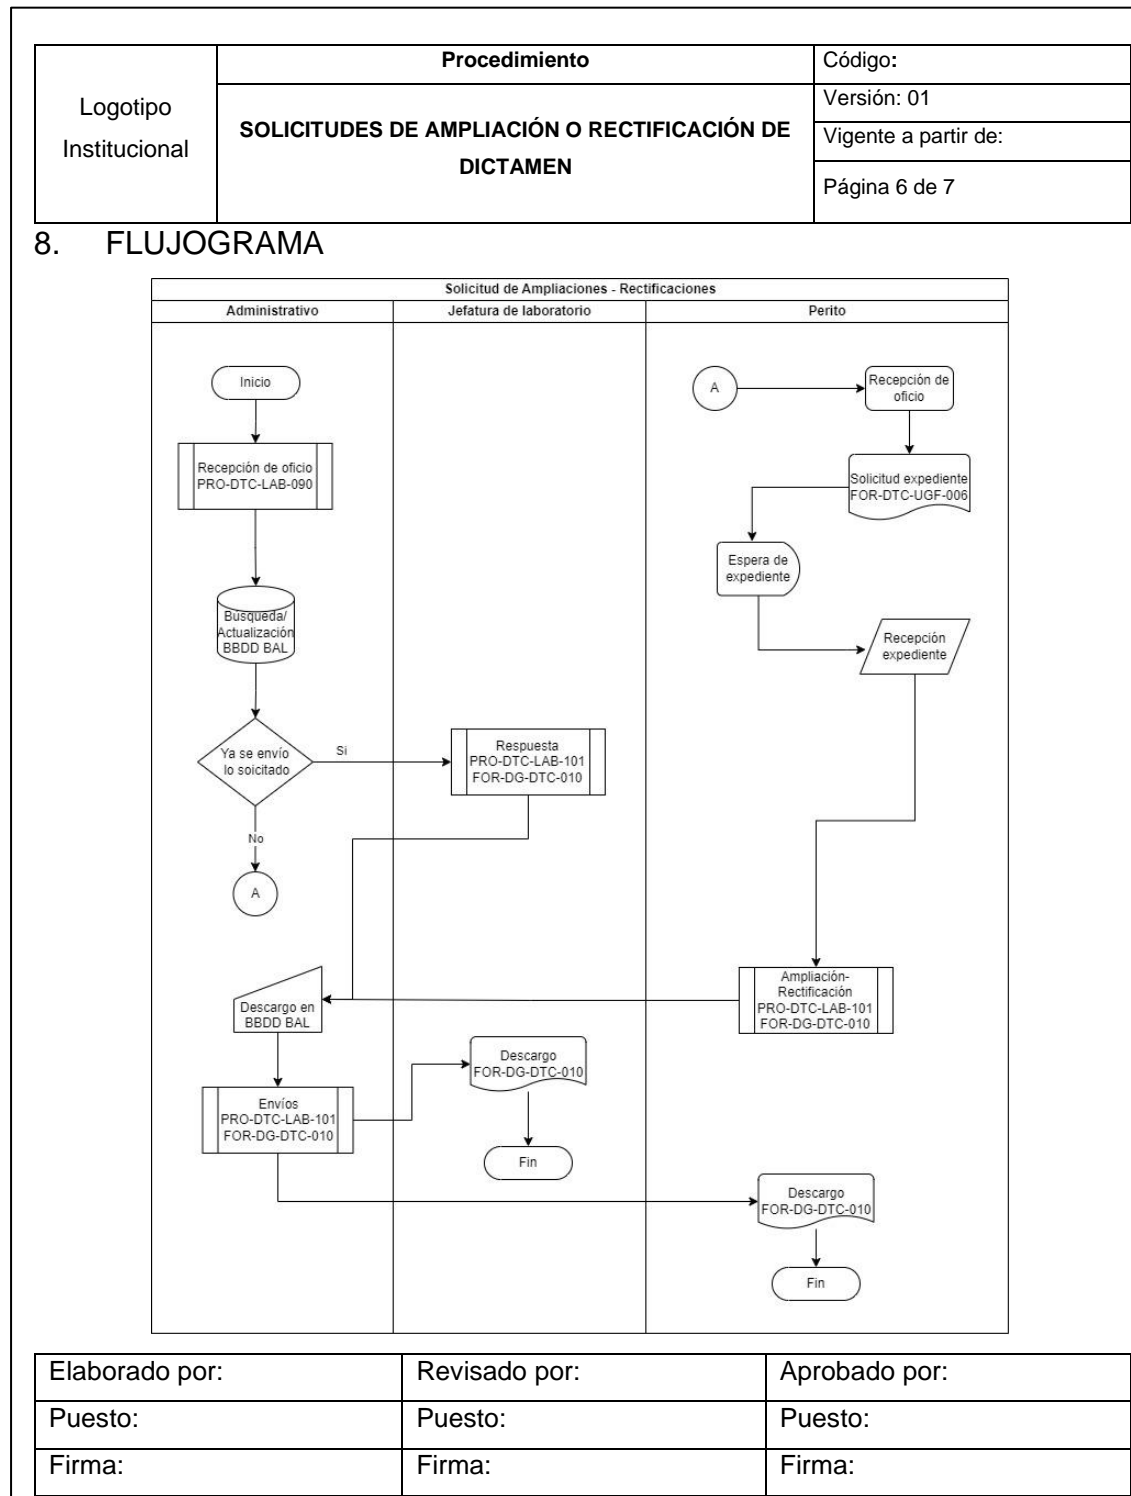 Logotipo
Institucional
Procedimiento
SOLICITUDES DE AMPLIACIÓN O RECTIFICACIÓN DE
DICTAMEN
Código:
Versión: 01
Vigente a partir de:
Página 6 de 7
8. FLUJOGRAMA
Solicitud de Ampliaciones - Rectificaciones
Administrativo
Jefatura de laboratorio
Perito
Inicio
Recepción de oficio
PRO-DTC-LAB-090
Busqueda/
Actualización
BBDD BAL
Ya se envío
lo soicitado
Si
No
A
Respuesta
PRO-DTC-LAB-101
FOR-DG-DTC-010
A
Recepción de
oficio
Solicitud expediente
FOR-DTC-UGF-006
Espera de
expediente
Recepción
expediente
Ampliación-
Rectificación
PRO-DTC-LAB-101
FOR-DG-DTC-010
Descargo en
BBDD BAL
Envíos
PRO-DTC-LAB-101
FOR-DG-DTC-010
Descargo
FOR-DG-DTC-010
Fin
Descargo
FOR-DG-DTC-010
Fin
Elaborado por:
Revisado por:
Aprobado por:
Puesto:
Puesto:
Puesto:
Firma:
Firma:
Firma: